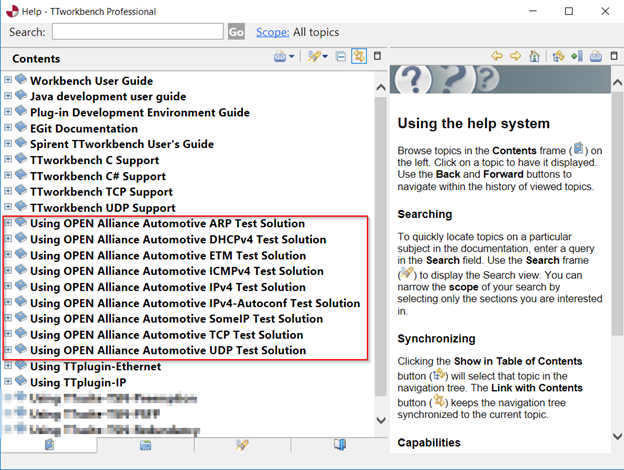 Help - TTworkbench Professional
Search:
Go
Scope: All topics
Contents
Workbench User Guide
Java development user guide
Plug-in Development Environment Guide
EGit Documentation
Spirent TTworkbench User's Guide
TTworkbench C Support
TTworkbench C# Support
TTworkbench TCP Support
TTworkbench UDP Support
Using OPEN Alliance Automotive ARP Test Solution
Using OPEN Alliance Automotive DHCPv4 Test Solution
Using OPEN Alliance Automotive ETM Test Solution
Using OPEN Alliance Automotive ICMPv4 Test Solution
Using OPEN Alliance Automotive IPv4 Test Solution
Using OPEN Alliance Automotive IPv4-Autoconf Test Solution
Using OPEN Alliance Automotive SomeIP Test Solution
Using OPEN Alliance Automotive TCP Test Solution
Using OPEN Alliance Automotive UDP Test Solution
Using TTplugin-Ethernet
Using TTplugin-IP
Using the help system
Browse topics in the Contents frame ( ) on
the left. Click on a topic to have it displayed.
Use the Back and Forward buttons to
navigate within the history of viewed topics.
Searching
To quickly locate topics on a particular
subject in the documentation, enter a query
in the Search field. Use the Search frame
( ) to display the Search view. You can
narrow the scope of your search by
selecting only the sections you are interested
in.
Synchronizing
Clicking the Show in Table of Contents
button ( ) will select that topic in the
navigation tree. The Link with Contents
button ( ) keeps the navigation tree
synchronized to the current topic.
Capabilities